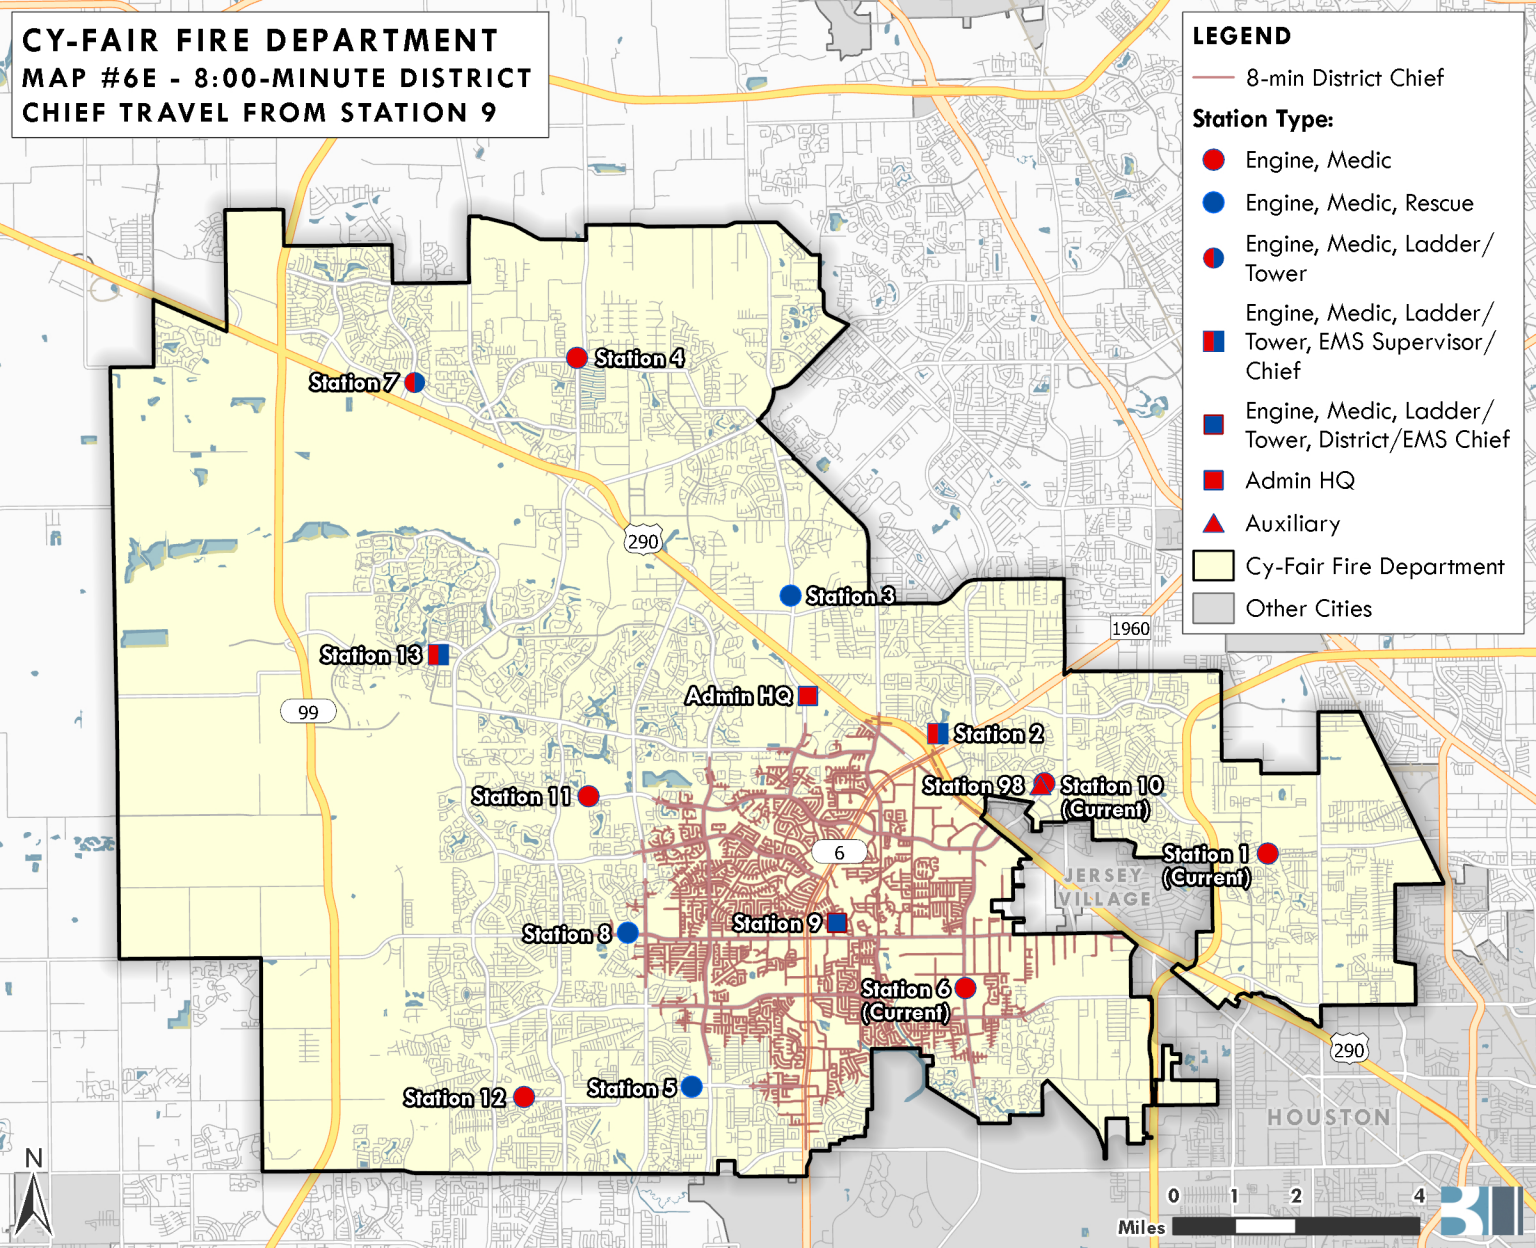 CY-FAIR FIRE DEPARTMENT
MAP #6E - 8:00-MINUTE DISTRICT
CHIEF TRAVEL FROM STATION 9
LEGEND
8-min District Chief
Station Type:
Engine, Medic
Engine, Medic, Rescue
Engine, Medic, Ladder/
Tower
Engine, Medic, Ladder/
Tower, EMS Supervisor/
Chief
Engine, Medic, Ladder/
Tower, District/EMS Chief
Admin HQ
Auxiliary
Cy-Fair Fire Department
Other Cities
Station 4
Station 7
290
Station 3
1960
Station 13
Admin HQ
99
Station 2
Station 98
Station 10
(Current)
Station 11
6
Station 1
(Current)
JERSEY
VILLAGE
Station 9
Station 8
Station 6
(Current)
290
Station 5
Station 12
HOUSTON
N
0 1 2 4
Miles
B